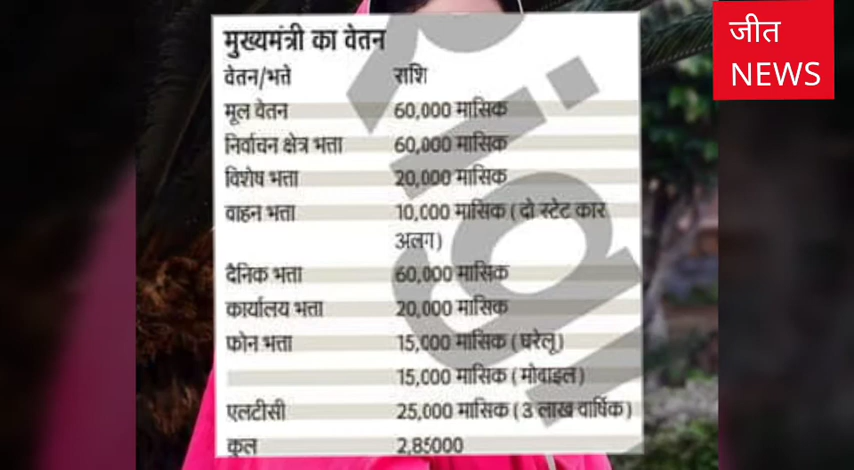 जीत
NEWS
मुख्यमंत्री का वेतन
वेतन/भत्ते राशि
मूल वेतन 60,000 मासिक
निर्वाचन क्षेत्र भत्ता 60,000 मासिक
विशेष भत्ता 20,000 मासिक
वाहन भत्ता 10,000 मासिक ( दो स्टेट कार
अलग)
दैनिक भत्ता 60,000 मासिक
कार्यालय भत्ता 20,000 मासिक
फोन भत्ता 15,000 मासिक ( घरेलू)
15,000 मासिक ( मोबाइल)
एलटीसी 25,000 मासिक ( 3 लाख वार्षिक)
कुल 2,85000